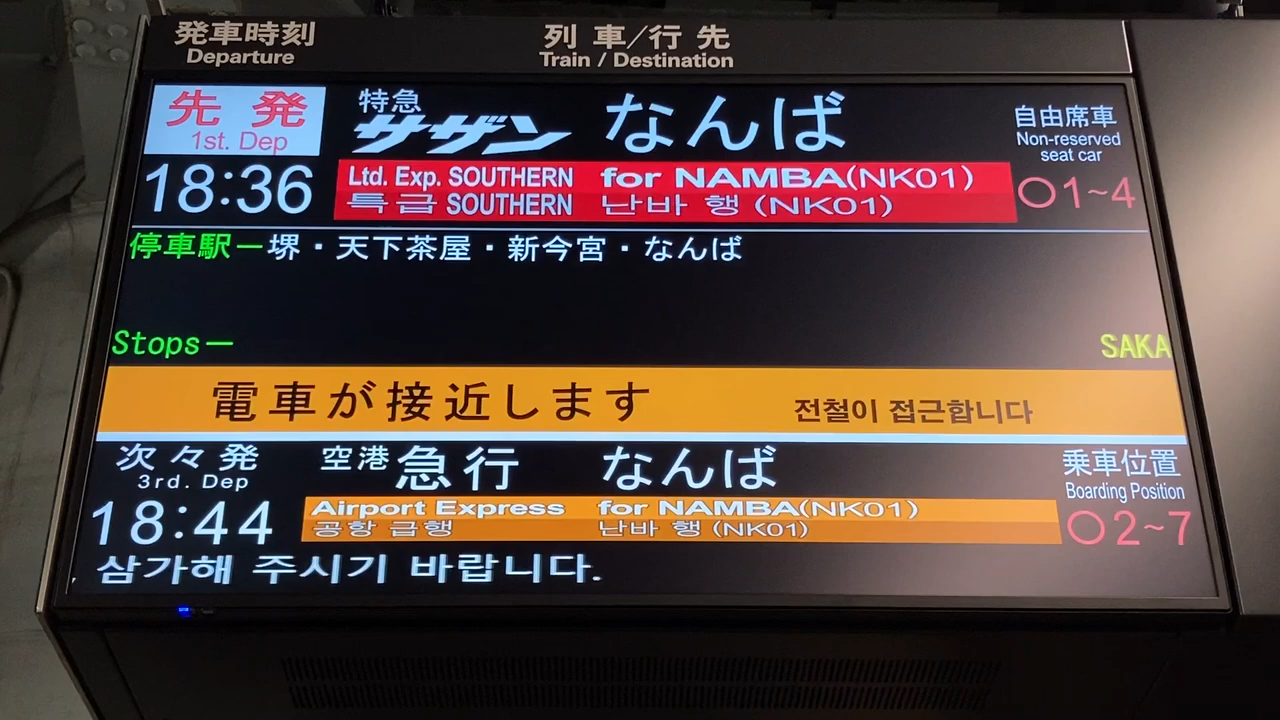 発車時刻 列車/行先
Departure Train / Destination
先発 特急 サザン なんば 自由席車
1st. Dep Non-reserved seat car
18:36 Ltd. Exp. SOUTHERN for NAMBA(NK01) ○1~4
특급 SOUTHERN 난바 행 (NK01)
停車駅ー堺・天下茶屋・新今宮・なんば
Stopsー SAKA
電車が接近します 전철이 접근합니다
次々発 空港急行 なんば 乗車位置
3rd. Dep Boarding Position
18:44 Airport Express for NAMBA(NK01) ○2~7
공항 급행 난바 행 (NK01)
삼가해 주시기 바랍니다.